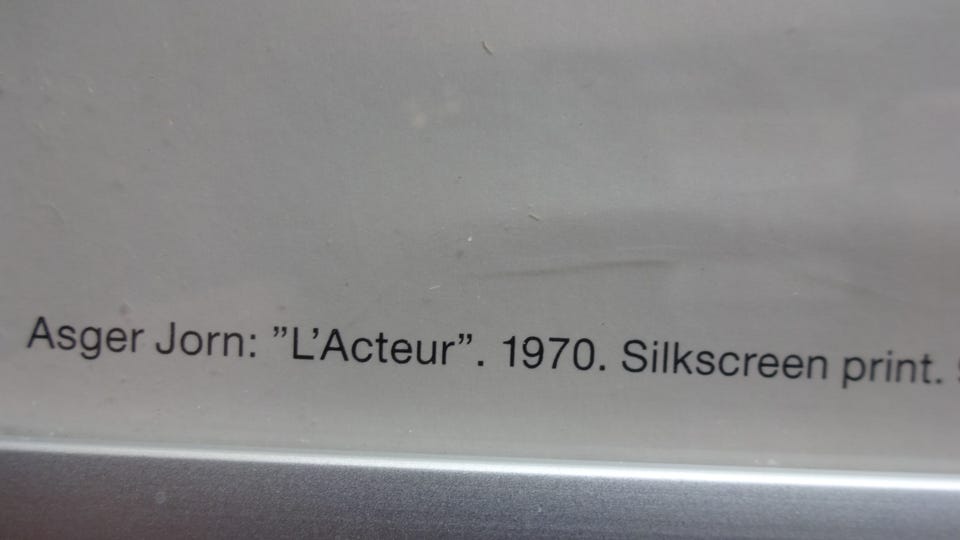 Asger Jorn: ”L’Acteur”. 1970. Silkscreen print.